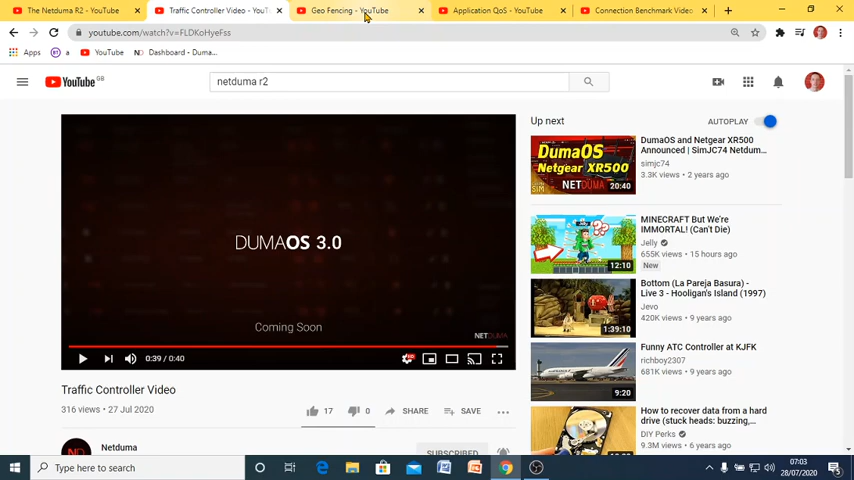 The Netduma R2 - YouTube
Traffic Controller Video - YouT
Geo Fencing - YouTube
Application QoS - YouTube
Connection Benchmark Video
youtube.com/watch?v=FLDKoHyeFss
Apps
a
YouTube
Dashboard - Duma...
YouTube GB
netduma r2
DUMAOS 3.0
Coming Soon
NETDUMA
0:39 / 0:40
Traffic Controller Video
316 views • 27 Jul 2020
17
0
SHARE
SAVE
Netduma
SUBSCRIBED
Up next
AUTOPLAY
DumaOS
Netgear XR500
NETDUMA
20:40
DumaOS and Netgear XR500
Announced | SimJC74 Netdum...
simjc74
3.3K views • 2 years ago
12:10
MINECRAFT But We're
IMMORTAL! (Can't Die)
Jelly
655K views • 15 hours ago
New
1:39:10
Bottom (La Pareja Basura) -
Live 3 - Hooligan's Island (1997)
Jevo
420K views • 9 years ago
9:20
Funny ATC Controller at KJFK
richboy2307
681K views • 9 years ago
How to recover data from a hard
drive (stuck heads: buzzing,...
DIY Perks
9.3M views • 6 years ago
Type here to search
07:03
28/07/2020
5